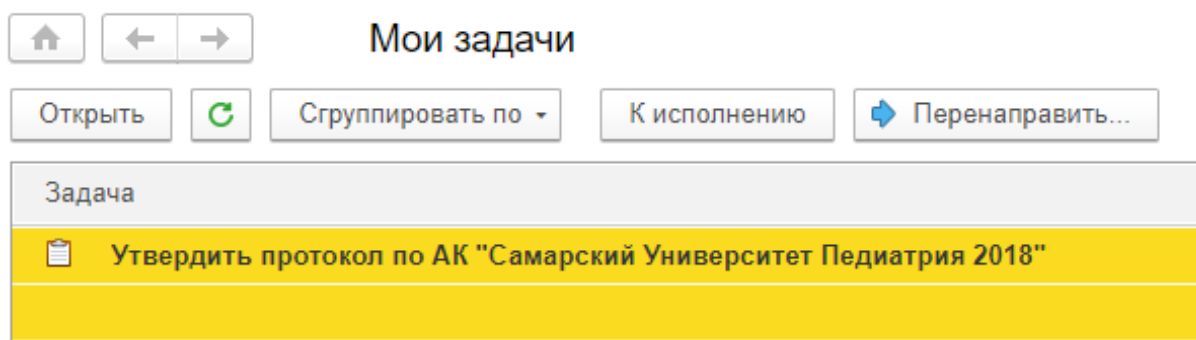 Мои задачи
Открыть Сгруппировать по К исполнению Перенаправить...
Задача
Утвердить протокол по АК "Самарский Университет Педиатрия 2018"